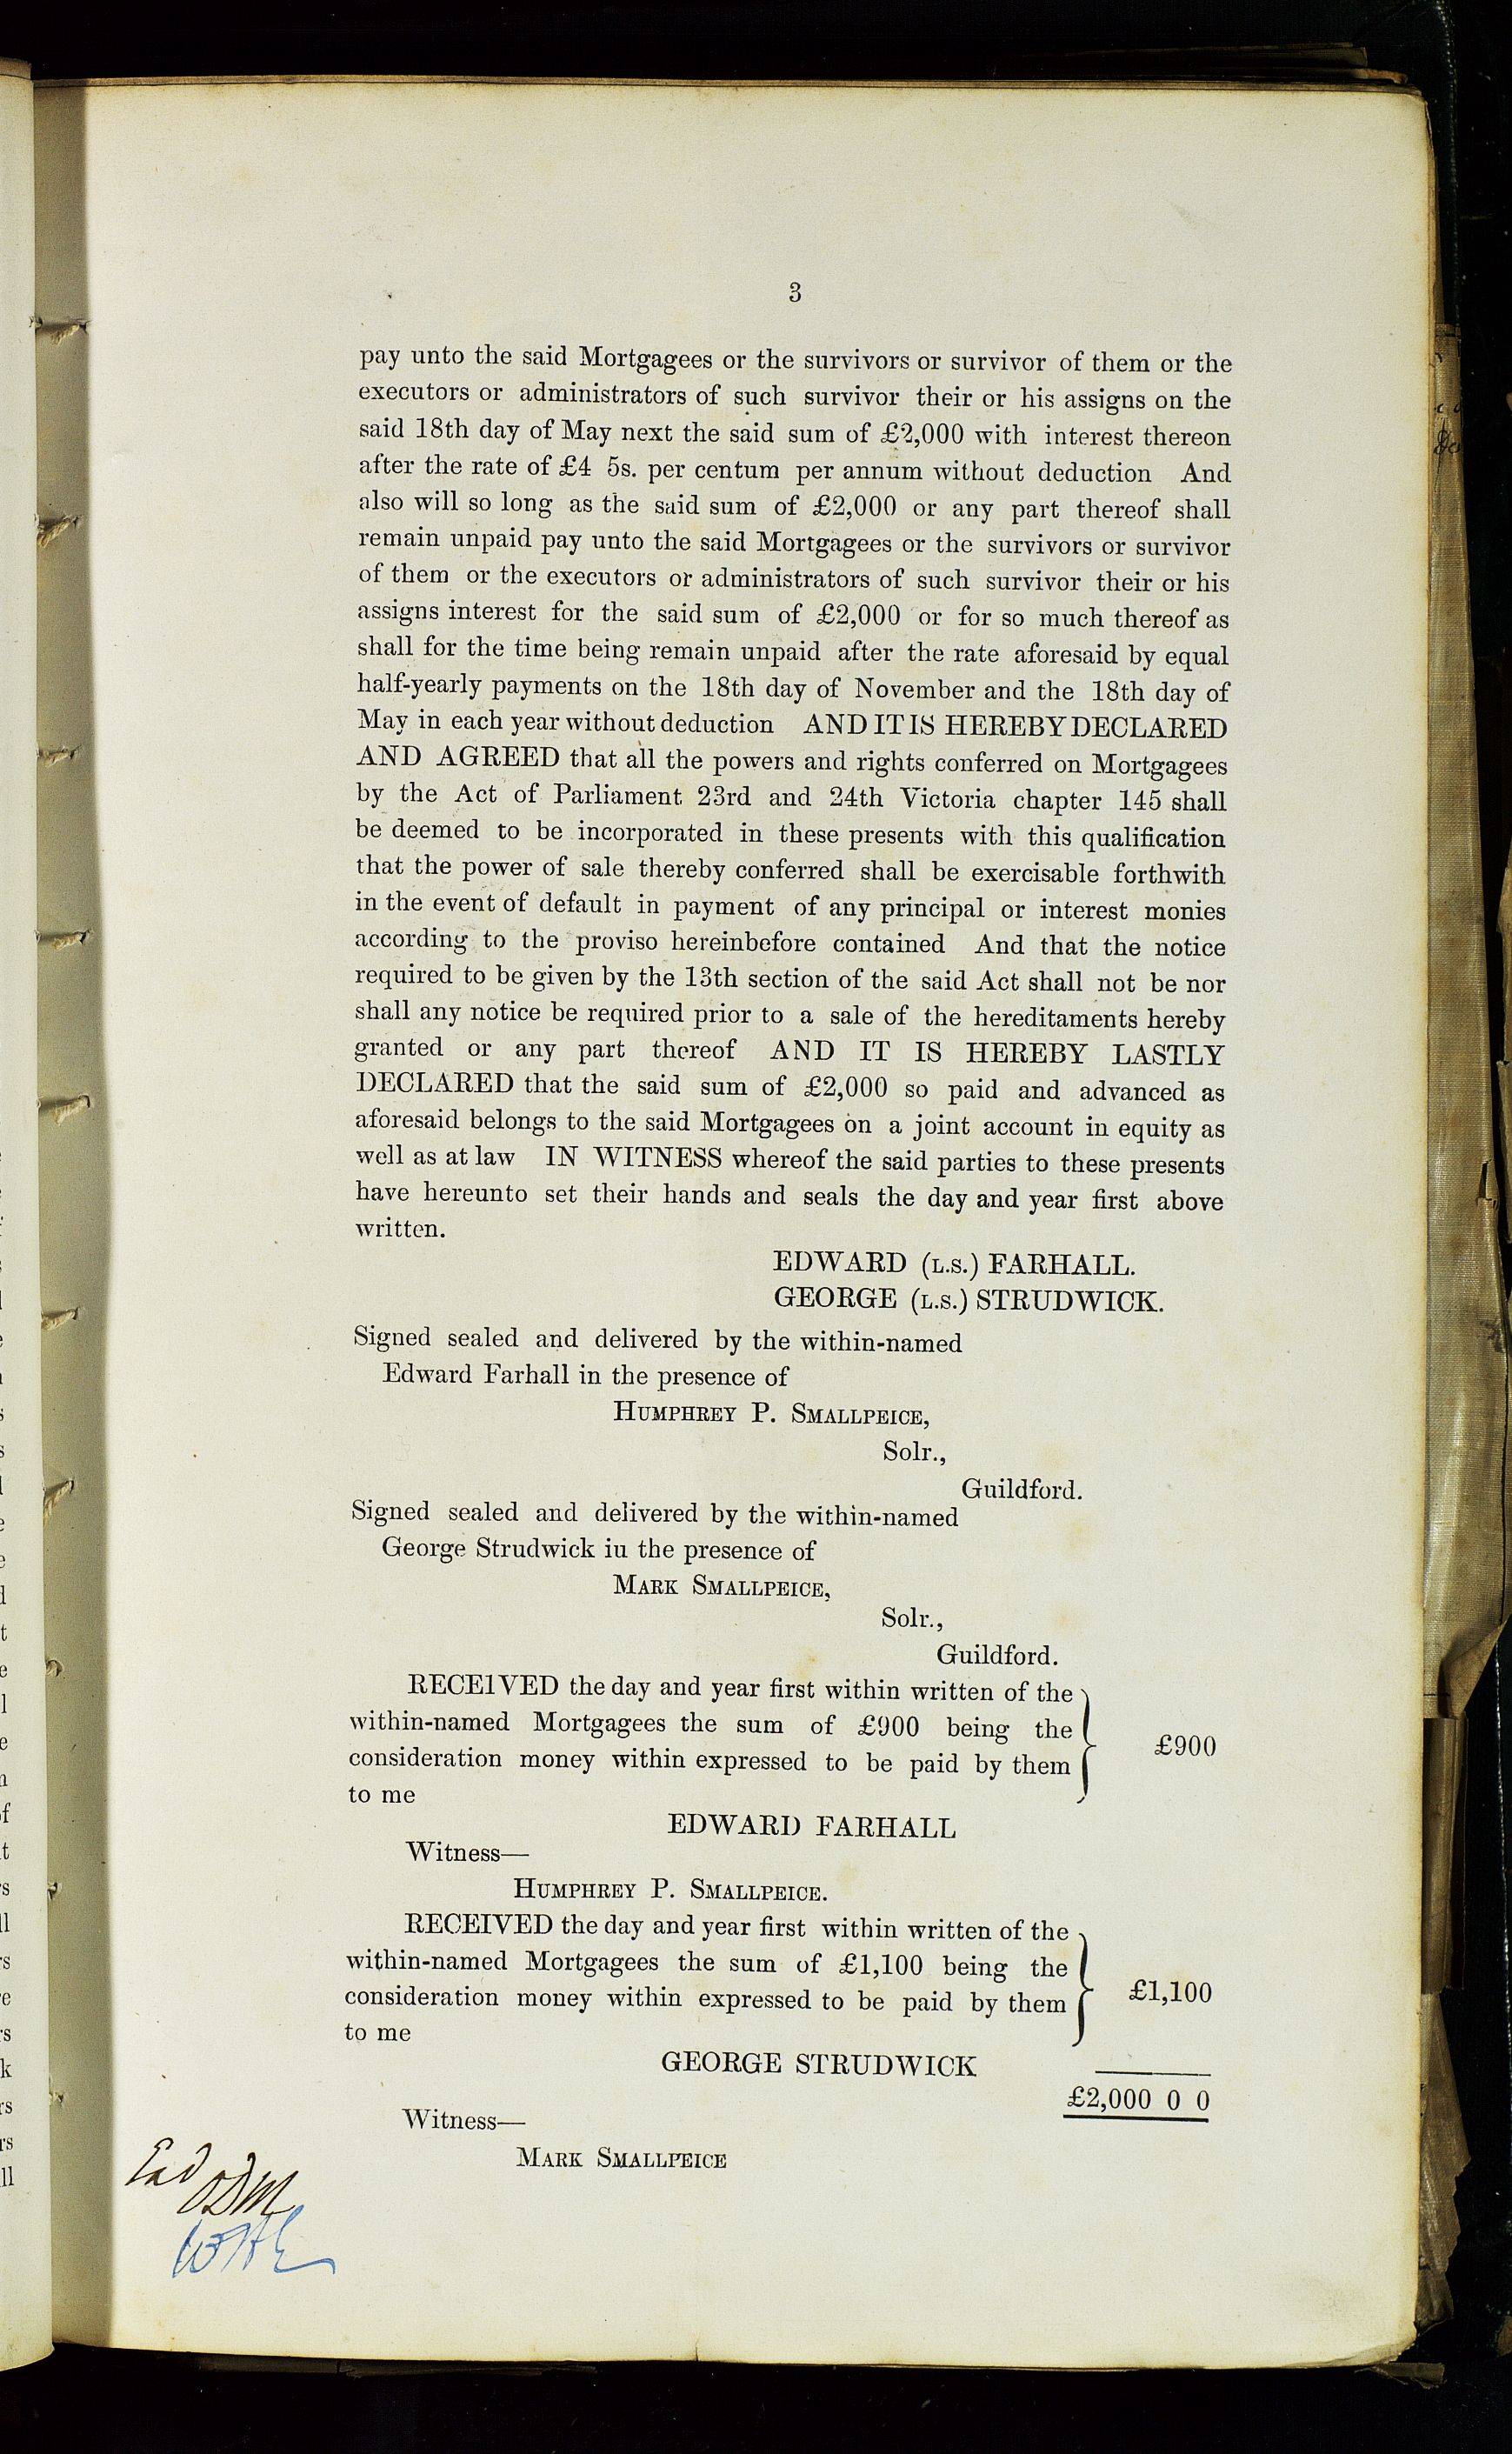 3
pay unto the said Mortgagees or the survivors or survivor of them or the
executors or administrators of such survivor their or his assigns on the
said 18th day of May next the said sum of £2,000 with interest thereon
after the rate of £4 5s. per centum per annum without deduction And
also will so long as the said sum of £2,000 or any part thereof shall
remain unpaid pay unto the said Mortgagees or the survivors or survivor
of them or the executors or administrators of such survivor their or his
assigns interest for the said sum of £2,000 or for so much thereof as
shall for the time being remain unpaid after the rate aforesaid by equal
half-yearly payments on the 18th day of November and the 18th day of
May in each year without deduction AND IT IS HEREBY DECLARED
AND AGREED that all the powers and rights conferred on Mortgagees
by the Act of Parliament 23rd and 24th Victoria chapter 145 shall
be deemed to be incorporated in these presents with this qualification
that the power of sale thereby conferred shall be exercisable forthwith
in the event of default in payment of any principal or interest monies
according to the proviso hereinbefore contained And that the notice
required to be given by the 13th section of the said Act shall not be nor
shall any notice be required prior to a sale of the hereditaments hereby
granted or any part thereof AND IT IS HEREBY LASTLY
DECLARED that the said sum of £2,000 so paid and advanced as
aforesaid belongs to the said Mortgagees on a joint account in equity as
well as at law IN WITNESS whereof the said parties to these presents
have hereunto set their hands and seals the day and year first above
written.
EDWARD (L.S.) FARHALL.
GEORGE (L.S.) STRUDWICK.
Signed sealed and delivered by the within-named
Edward Farhall in the presence of
HUMPHREY P. SMALLPEICE,
Solr.,
Guildford.
Signed sealed and delivered by the within-named
George Strudwick iu the presence of
MARK SMALLPEICE,
Solr.,
Guildford.
RECE1VED the day and year first within written of the
within-named Mortgagees the sum of £900 being the
consideration money within expressed to be paid by them
to me
£900
EDWARD FARHALL
Witness—
HUMPHREY P. SMALLPEICE.
RECEIVED the day and year first within written of the
within-named Mortgagees the sum of £1,100 being the
consideration money within expressed to be paid by them
to me
£1,100
GEORGE STRUDWICK
£2,000 0 0
Witness—
MARK SMALLPEICE